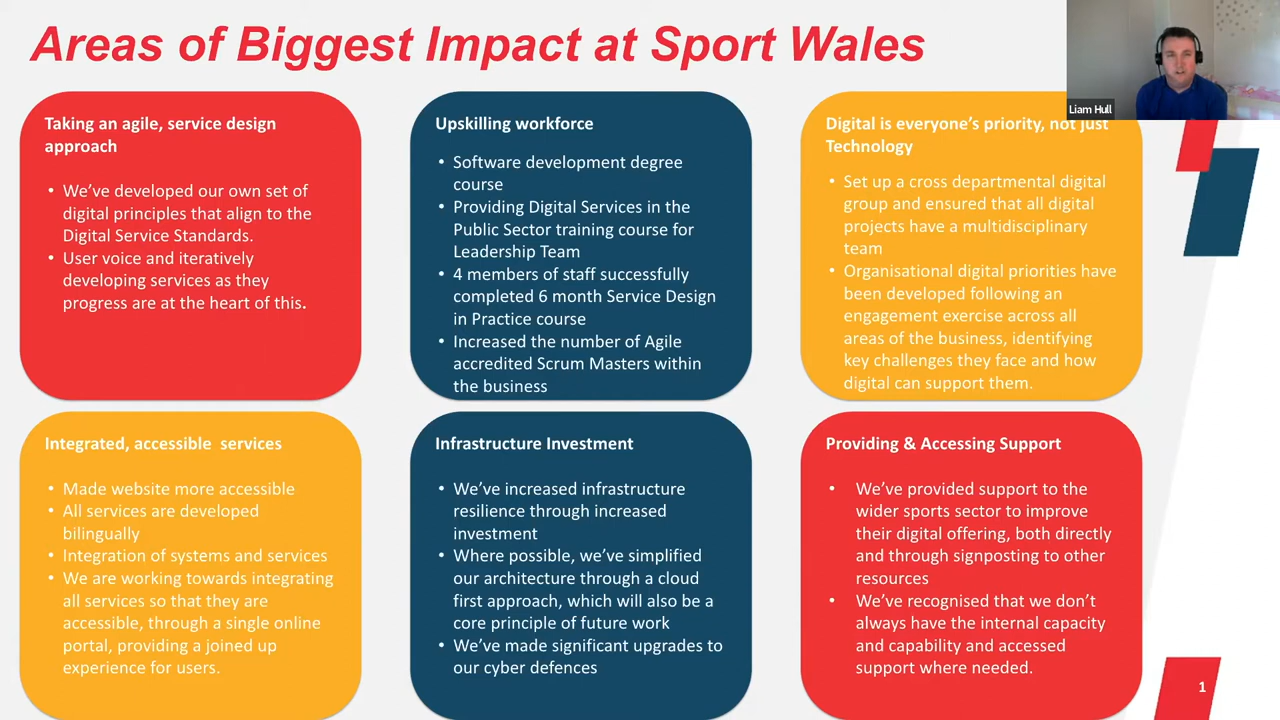 Areas of Biggest Impact at Sport Wales
Liam Hull
Taking an agile, service design
approach
• We’ve developed our own set of
digital principles that align to the
Digital Service Standards.
• User voice and iteratively
developing services as they
progress are at the heart of this.
Upskilling workforce
• Software development degree
course
• Providing Digital Services in the
Public Sector training course for
Leadership Team
• 4 members of staff successfully
completed 6 month Service Design
in Practice course
• Increased the number of Agile
accredited Scrum Masters within
the business
Digital is everyone’s priority, not just
Technology
• Set up a cross departmental digital
group and ensured that all digital
projects have a multidisciplinary
team
• Organisational digital priorities have
been developed following an
engagement exercise across all
areas of the business, identifying
key challenges they face and how
digital can support them.
Integrated, accessible  services
• Made website more accessible
• All services are developed
bilingually
• Integration of systems and services
• We are working towards integrating
all services so that they are
accessible, through a single online
portal, providing a joined up
experience for users.
Infrastructure Investment
• We’ve increased infrastructure
resilience through increased
investment
• Where possible, we’ve simplified
our architecture through a cloud
first approach, which will also be a
core principle of future work
• We’ve made significant upgrades to
our cyber defences
Providing & Accessing Support
• We’ve provided support to the
wider sports sector to improve
their digital offering, both directly
and through signposting to other
resources
• We’ve recognised that we don’t
always have the internal capacity
and capability and accessed
support where needed.
1